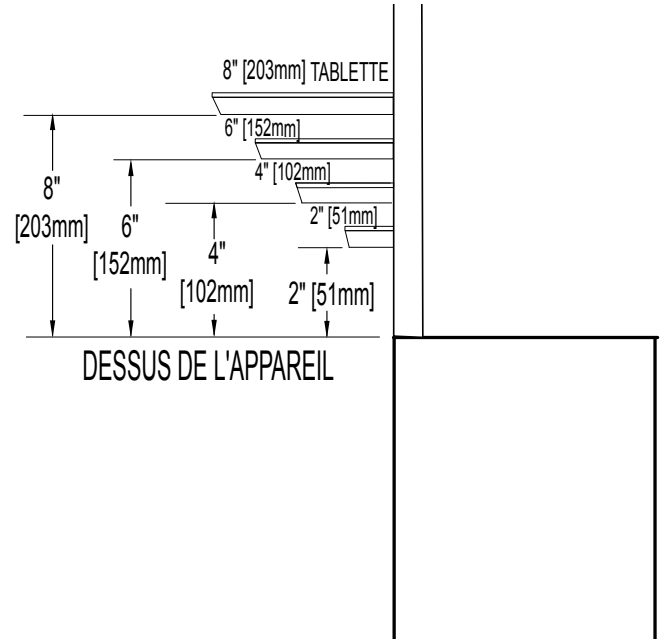 8" [203mm] TABLETTE
6" [152mm]
4" [102mm]
2" [51mm]
8"
[203mm]
6"
[152mm]
4"
[102mm]
2" [51mm]
DESSUS DE L'APPAREIL